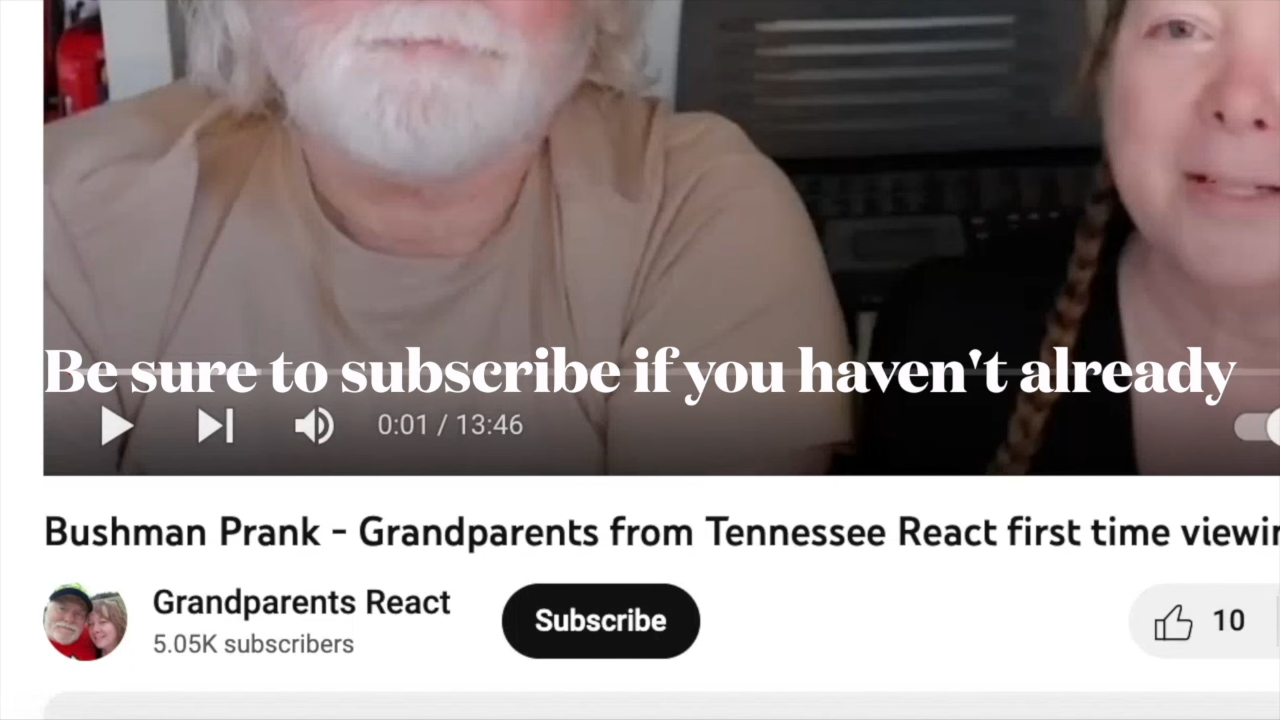 Be sure to subscribe if you haven't already
0:01 / 13:46
Bushman Prank - Grandparents from Tennessee React first time viewin
Grandparents React
5.05K subscribers
Subscribe
10